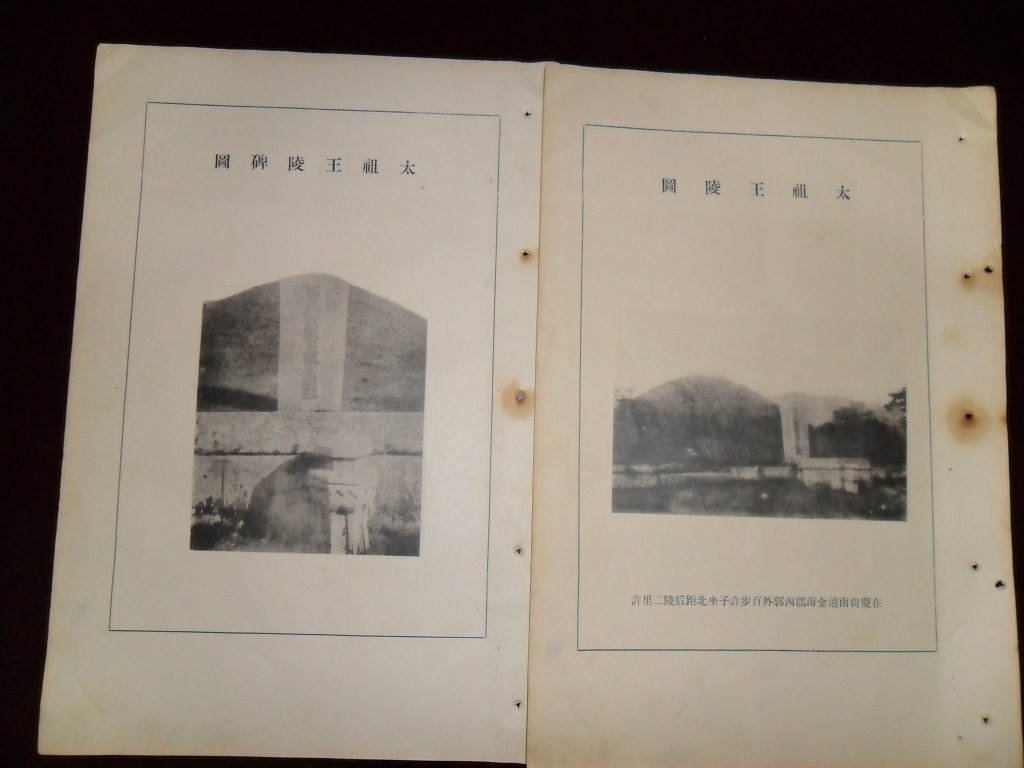 太祖王陵圖
在慶尙南道金海郡西郭外百步許子坐北距后陵二里許
太祖王陵碑圖